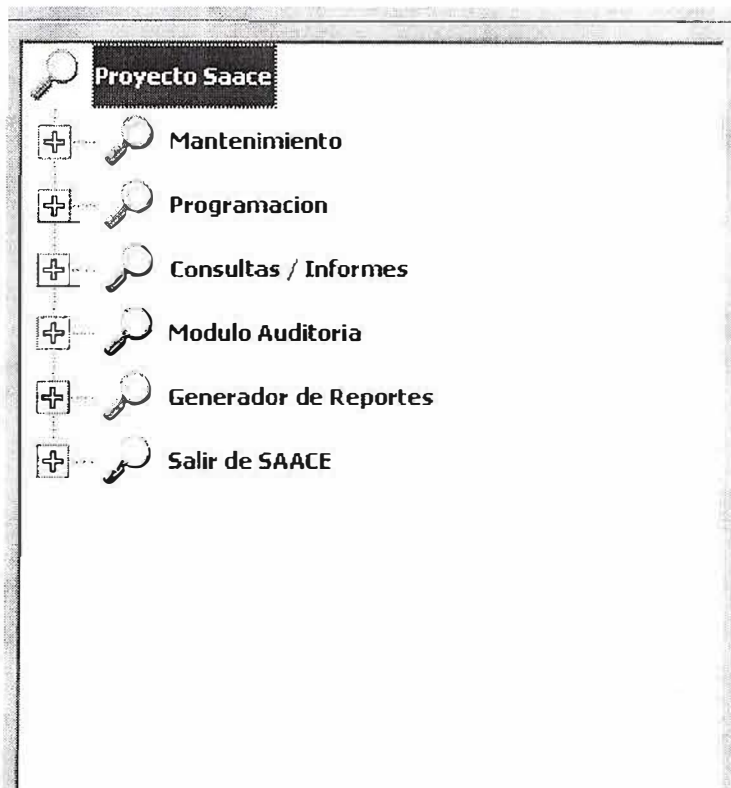 Proyecto Saace
Mantenimiento
Programacion
Consultas / Informes
Modulo Auditoria
Generador de Reportes
Salir de SAACE